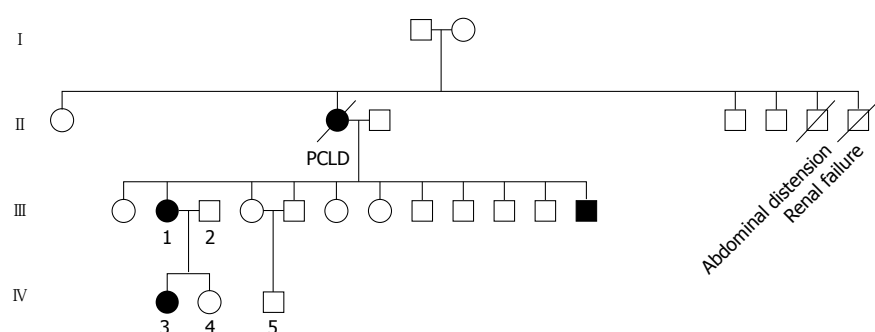 Ⅰ
Ⅱ
PCLD
Abdominal distension
Renal failure
Ⅲ
1 2
Ⅳ
3 4 5